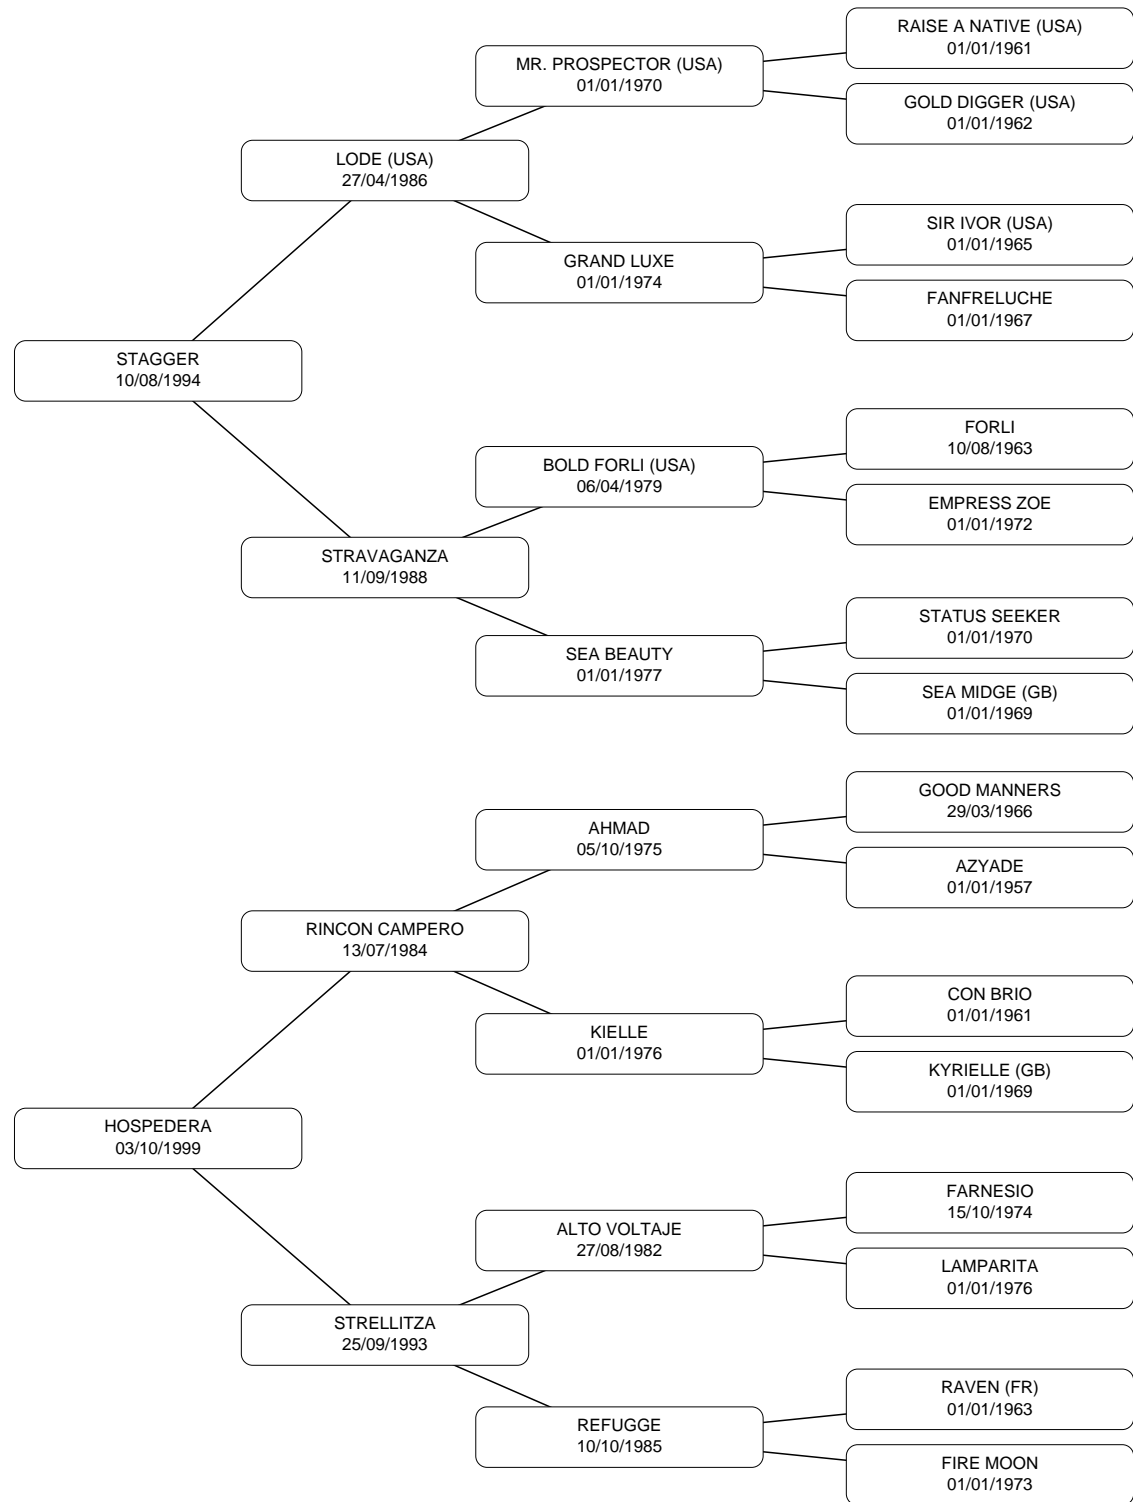 RAISE A NATIVE (USA)
01/01/1961
MR. PROSPECTOR (USA)
01/01/1970
GOLD DIGGER (USA)
01/01/1962
LODE (USA)
27/04/1986
SIR IVOR (USA)
01/01/1965
GRAND LUXE
01/01/1974
FANFRELUCHE
01/01/1967
STAGGER
10/08/1994
FORLI
10/08/1963
BOLD FORLI (USA)
06/04/1979
EMPRESS ZOE
01/01/1972
STRAVAGANZA
11/09/1988
STATUS SEEKER
01/01/1970
SEA BEAUTY
01/01/1977
SEA MIDGE (GB)
01/01/1969
GOOD MANNERS
29/03/1966
AHMAD
05/10/1975
AZYADE
01/01/1957
RINCON CAMPERO
13/07/1984
CON BRIO
01/01/1961
KIELLE
01/01/1976
KYRIELLE (GB)
01/01/1969
HOSPEDERA
03/10/1999
FARNESIO
15/10/1974
ALTO VOLTAJE
27/08/1982
LAMPARITA
01/01/1976
STRELLITZA
25/09/1993
RAVEN (FR)
01/01/1963
REFUGGE
10/10/1985
FIRE MOON
01/01/1973